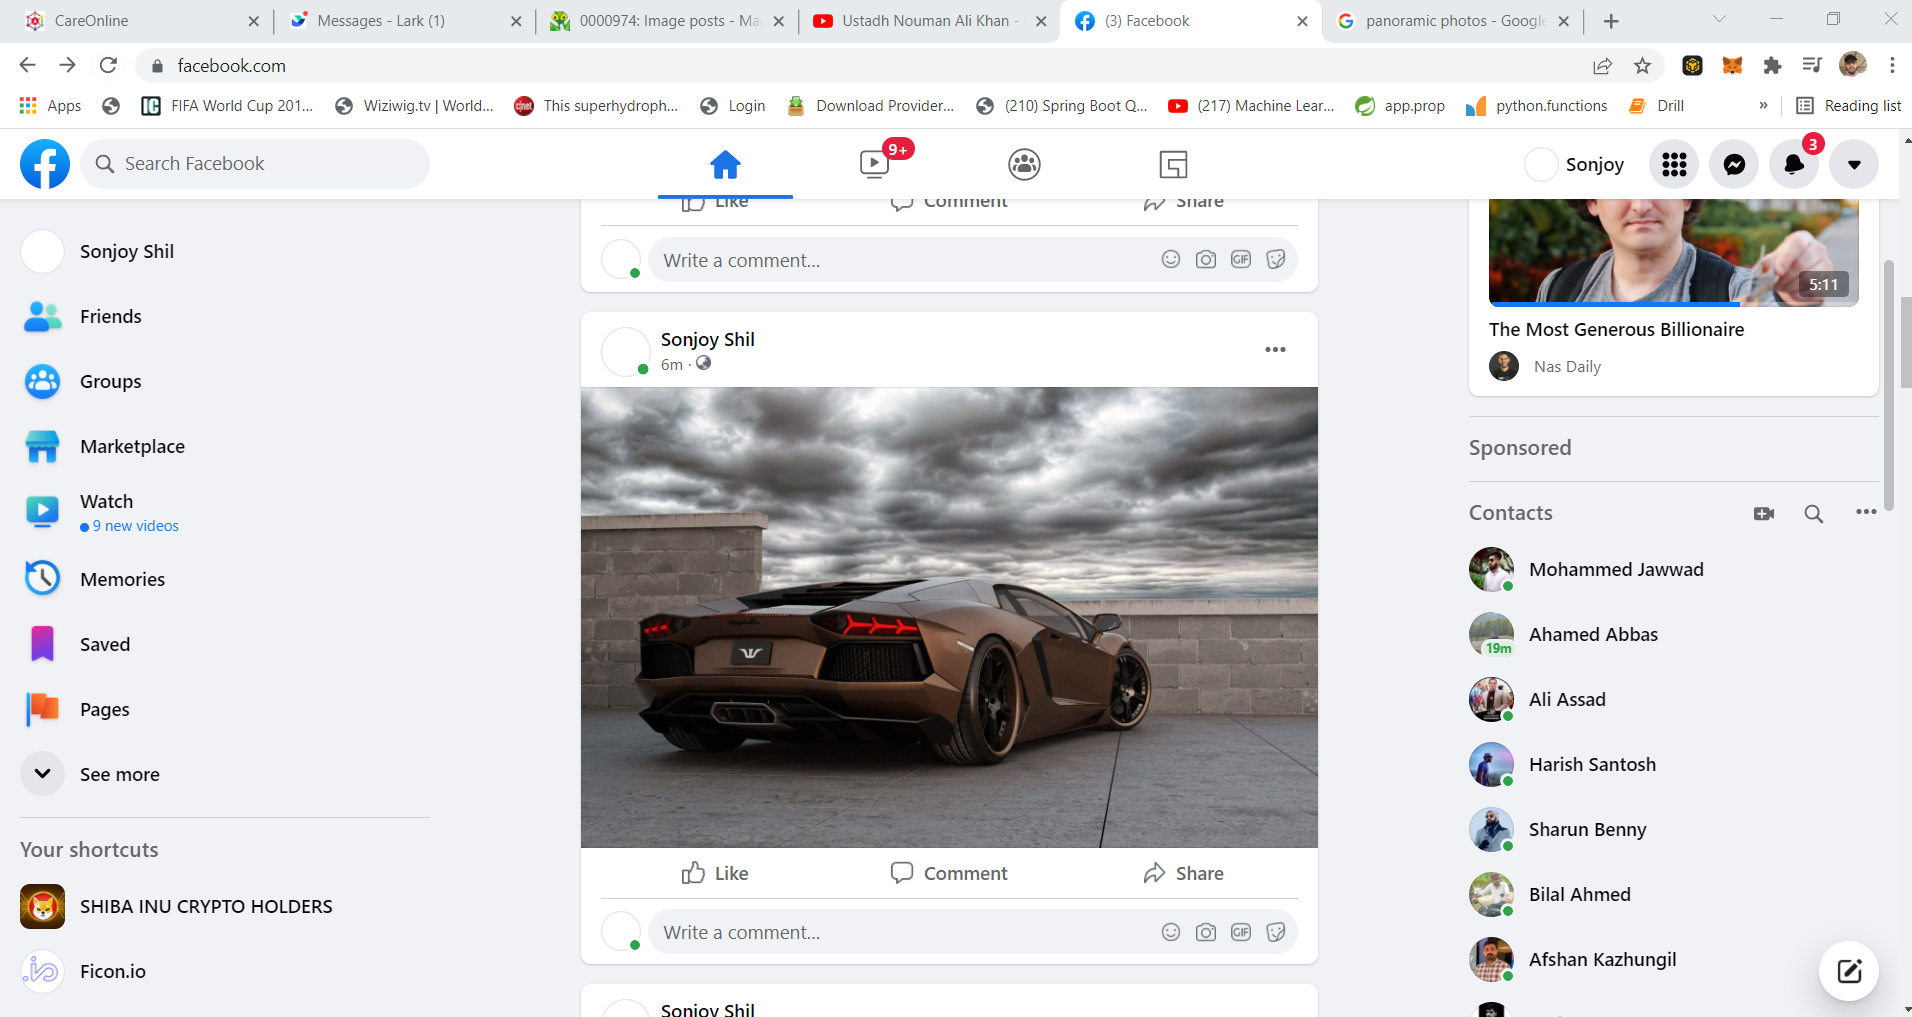 CareOnline
Messages - Lark (1)
0000974: Image posts - Ma
Ustadh Nouman Ali Khan -
(3) Facebook
panoramic photos - Google
facebook.com
Apps
FIFA World Cup 201...
Wiziwig.tv | World...
cnet
This superhydroph...
Login
Download Provider...
(210) Spring Boot Q...
(217) Machine Lear...
app.prop
python.functions
Drill
»
Reading list
Search Facebook
9+
Sonjoy
3
Sonjoy Shil
Friends
Groups
Marketplace
Watch
9 new videos
Memories
Saved
Pages
See more
Your shortcuts
SHIBA INU CRYPTO HOLDERS
Ficon.io
Like
Comment
Share
Write a comment...
GIF
Sonjoy Shil
6m ·
Like
Comment
Share
Write a comment...
GIF
Sonjoy Shil
5:11
The Most Generous Billionaire
Nas Daily
Sponsored
Contacts
Mohammed Jawwad
Ahamed Abbas
19m
Ali Assad
Harish Santosh
Sharun Benny
Bilal Ahmed
Afshan Kazhungil